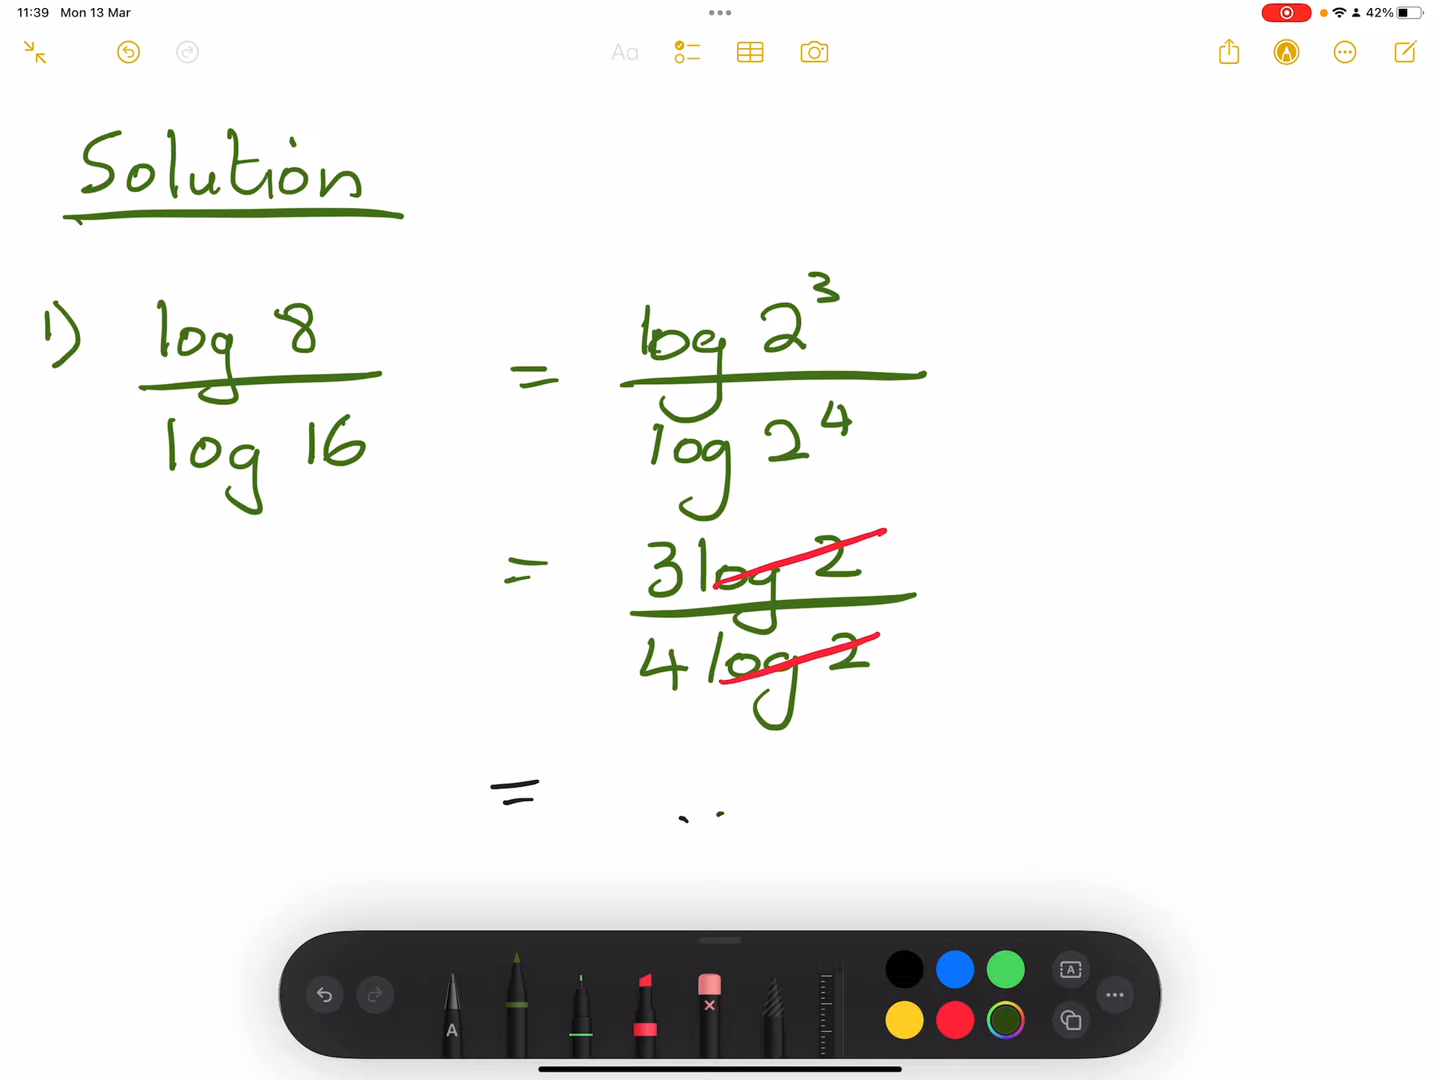 11:39 Mon 13 Mar 42%
Aa
Solution
1) log 8 / log 16 = log 2³ / log 2⁴
= 3 log 2 / 4 log 2
=
A
A